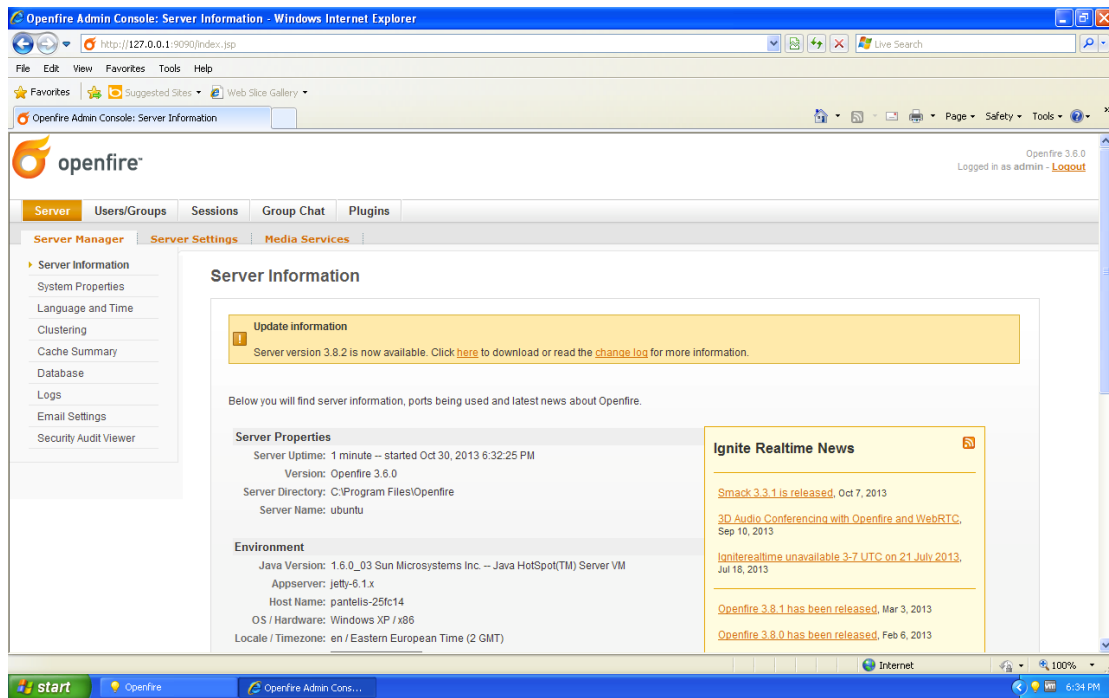 Openfire Admin Console: Server Information - Windows Internet Explorer
http://127.0.0.1:9090/index.jsp
Live Search
File Edit View Favorites Tools Help
Favorites Suggested Sites Web Slice Gallery
Openfire Admin Console: Server Information
Page Safety Tools
openfire
Openfire 3.6.0
Logged in as admin - Logout
Server Users/Groups Sessions Group Chat Plugins
Server Manager Server Settings Media Services
Server Information
System Properties
Language and Time
Clustering
Cache Summary
Database
Logs
Email Settings
Security Audit Viewer
Server Information
Update information
Server version 3.8.2 is now available. Click here to download or read the change log for more information.
Below you will find server information, ports being used and latest news about Openfire.
Server Properties
Server Uptime: 1 minute -- started Oct 30, 2013 6:32:25 PM
Version: Openfire 3.6.0
Server Directory: C:\Program Files\Openfire
Server Name: ubuntu
Environment
Java Version: 1.6.0_03 Sun Microsystems Inc. -- Java HotSpot(TM) Server VM
Appserver: jetty-6.1.x
Host Name: pantelis-25fc14
OS / Hardware: Windows XP / x86
Locale / Timezone: en / Eastern European Time (2 GMT)
Ignite Realtime News
Smack 3.3.1 is released, Oct 7, 2013
3D Audio Conferencing with Openfire and WebRTC,
Sep 10, 2013
Igniterealtime unavailable 3-7 UTC on 21 July 2013,
Jul 18, 2013
Openfire 3.8.1 has been released, Mar 3, 2013
Openfire 3.8.0 has been released, Feb 6, 2013
Internet 100%
start Openfire Openfire Admin Cons... 6:34 PM